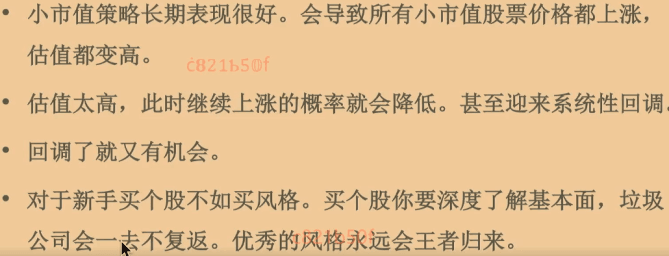 • 小市值策略长期表现很好。会导致所有小市值股票价格都上涨，
估值都变高。
c821b50f
• 估值太高，此时继续上涨的概率就会降低。甚至迎来系统性回调。
• 回调了就又有机会。
• 对于新手买个股不如买风格。买个股你要深度了解基本面，垃圾
公司会一去不复返。优秀的风格永远会王者归来。